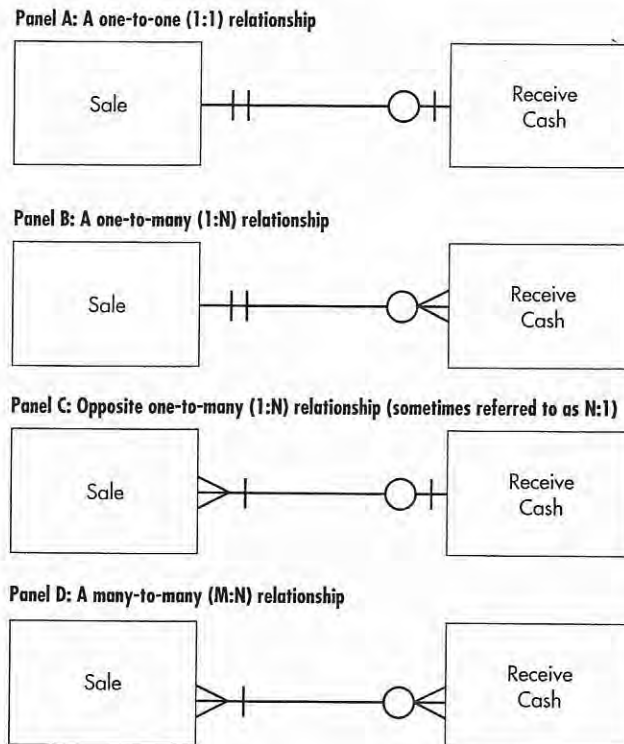 Panel A: A one-to-one (1:1) relationship
Sale
Receive
Cash
Panel B: A one-to-many (1:N) relationship
Sale
Receive
Cash
Panel C: Opposite one-to-many (1:N) relationship (sometimes referred to as N:1)
Sale
Receive
Cash
Panel D: A many-to-many (M:N) relationship
Sale
Receive
Cash